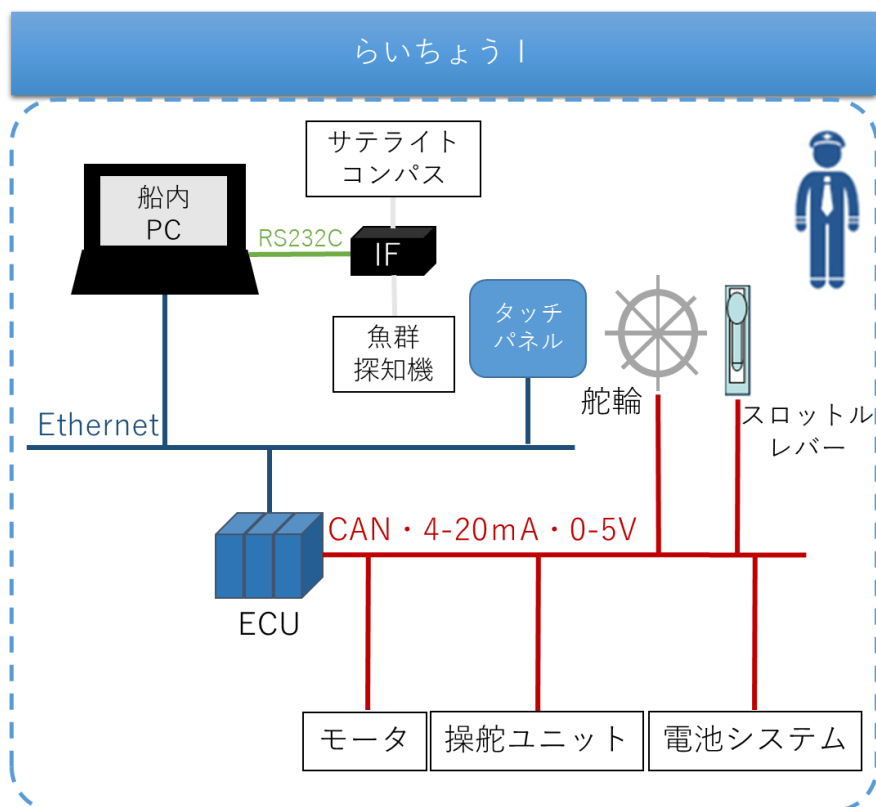 らいちょうⅠ
サテライト
コンパス
船内
PC
RS232C
IF
魚群
探知機
タッチ
パネル
舵輪
スロットル
レバー
Ethernet
CAN・4-20mA・0-5V
ECU
モータ
操舵ユニット
電池システム